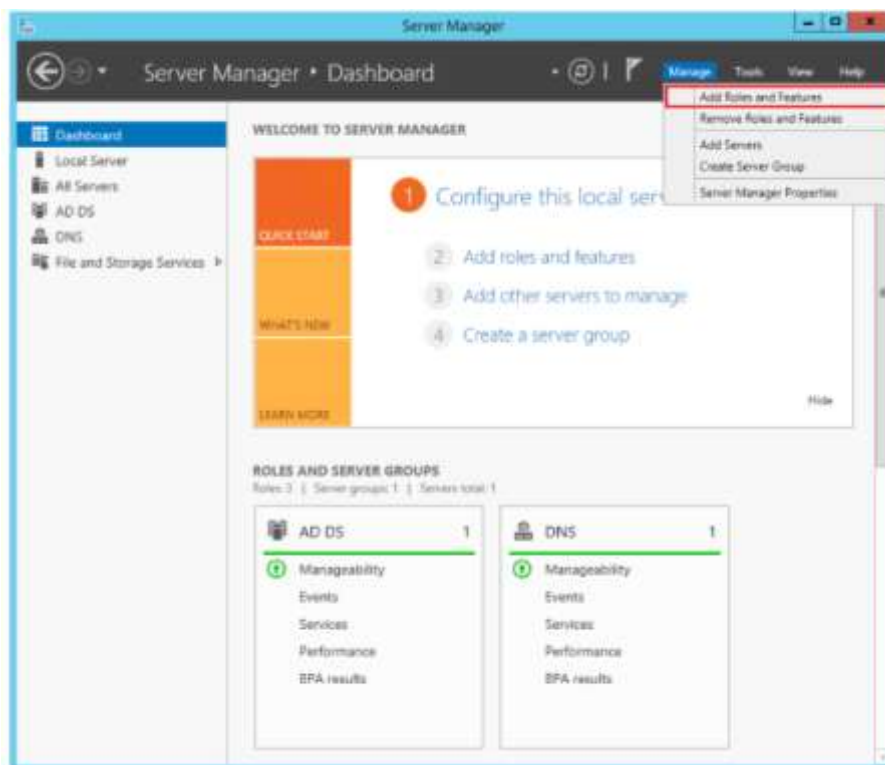 Server Manager
Server Manager • Dashboard
Manage Tools View Help
Add Roles and Features
Remove Roles and Features
Add Servers
Create Server Group
Server Manager Properties
Dashboard
Local Server
All Servers
AD DS
DNS
File and Storage Services
WELCOME TO SERVER MANAGER
QUICK START
WHAT'S NEW
LEARN MORE
1 Configure this local ser
2 Add roles and features
3 Add other servers to manage
4 Create a server group
Hide
ROLES AND SERVER GROUPS
Roles: 3 | Server groups: 1 | Servers total: 1
AD DS 1
Manageability
Events
Services
Performance
BPA results
DNS 1
Manageability
Events
Services
Performance
BPA results